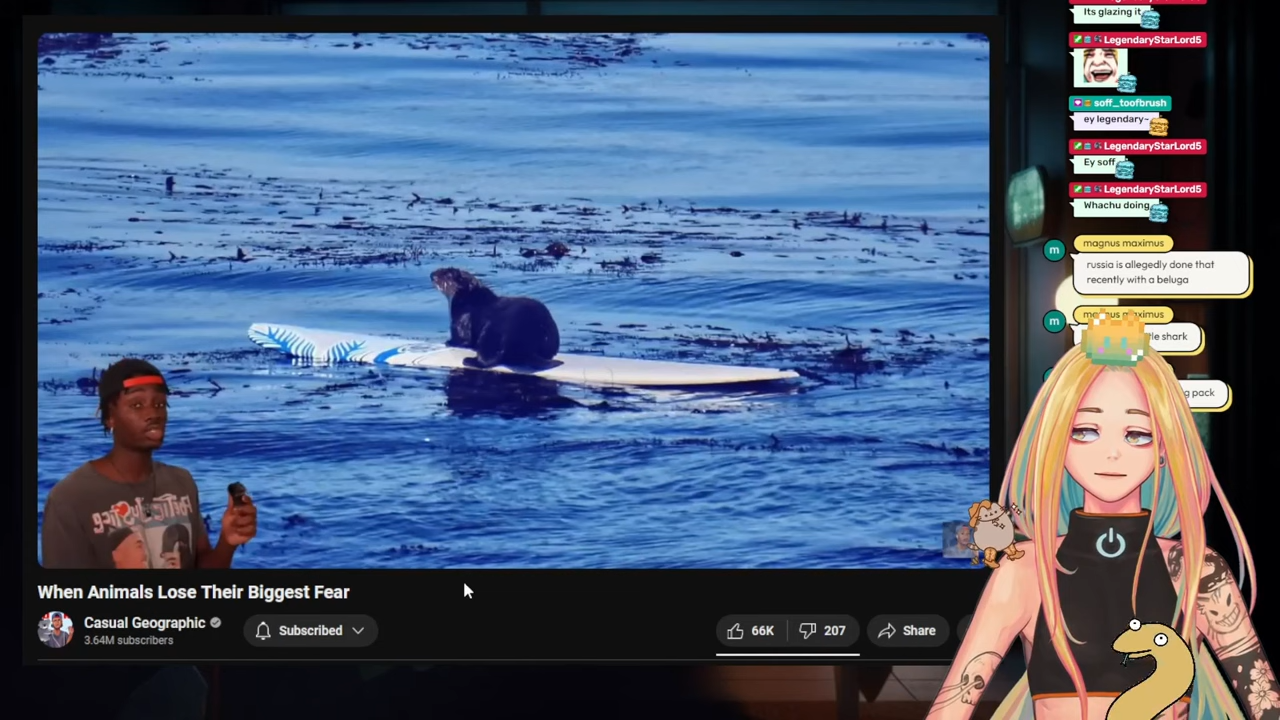 When Animals Lose Their Biggest Fear
Casual Geographic
3.64M subscribers
Subscribed
66K
207
Share
Its glazing it
LegendaryStarLord5
soff_toofbrush
ey legendary~
LegendaryStarLord5
Ey soff
LegendaryStarLord5
Whachu doing
m
magnus maximus
russia is allegedly done that
recently with a beluga
m
magnus maximus
shark
pack